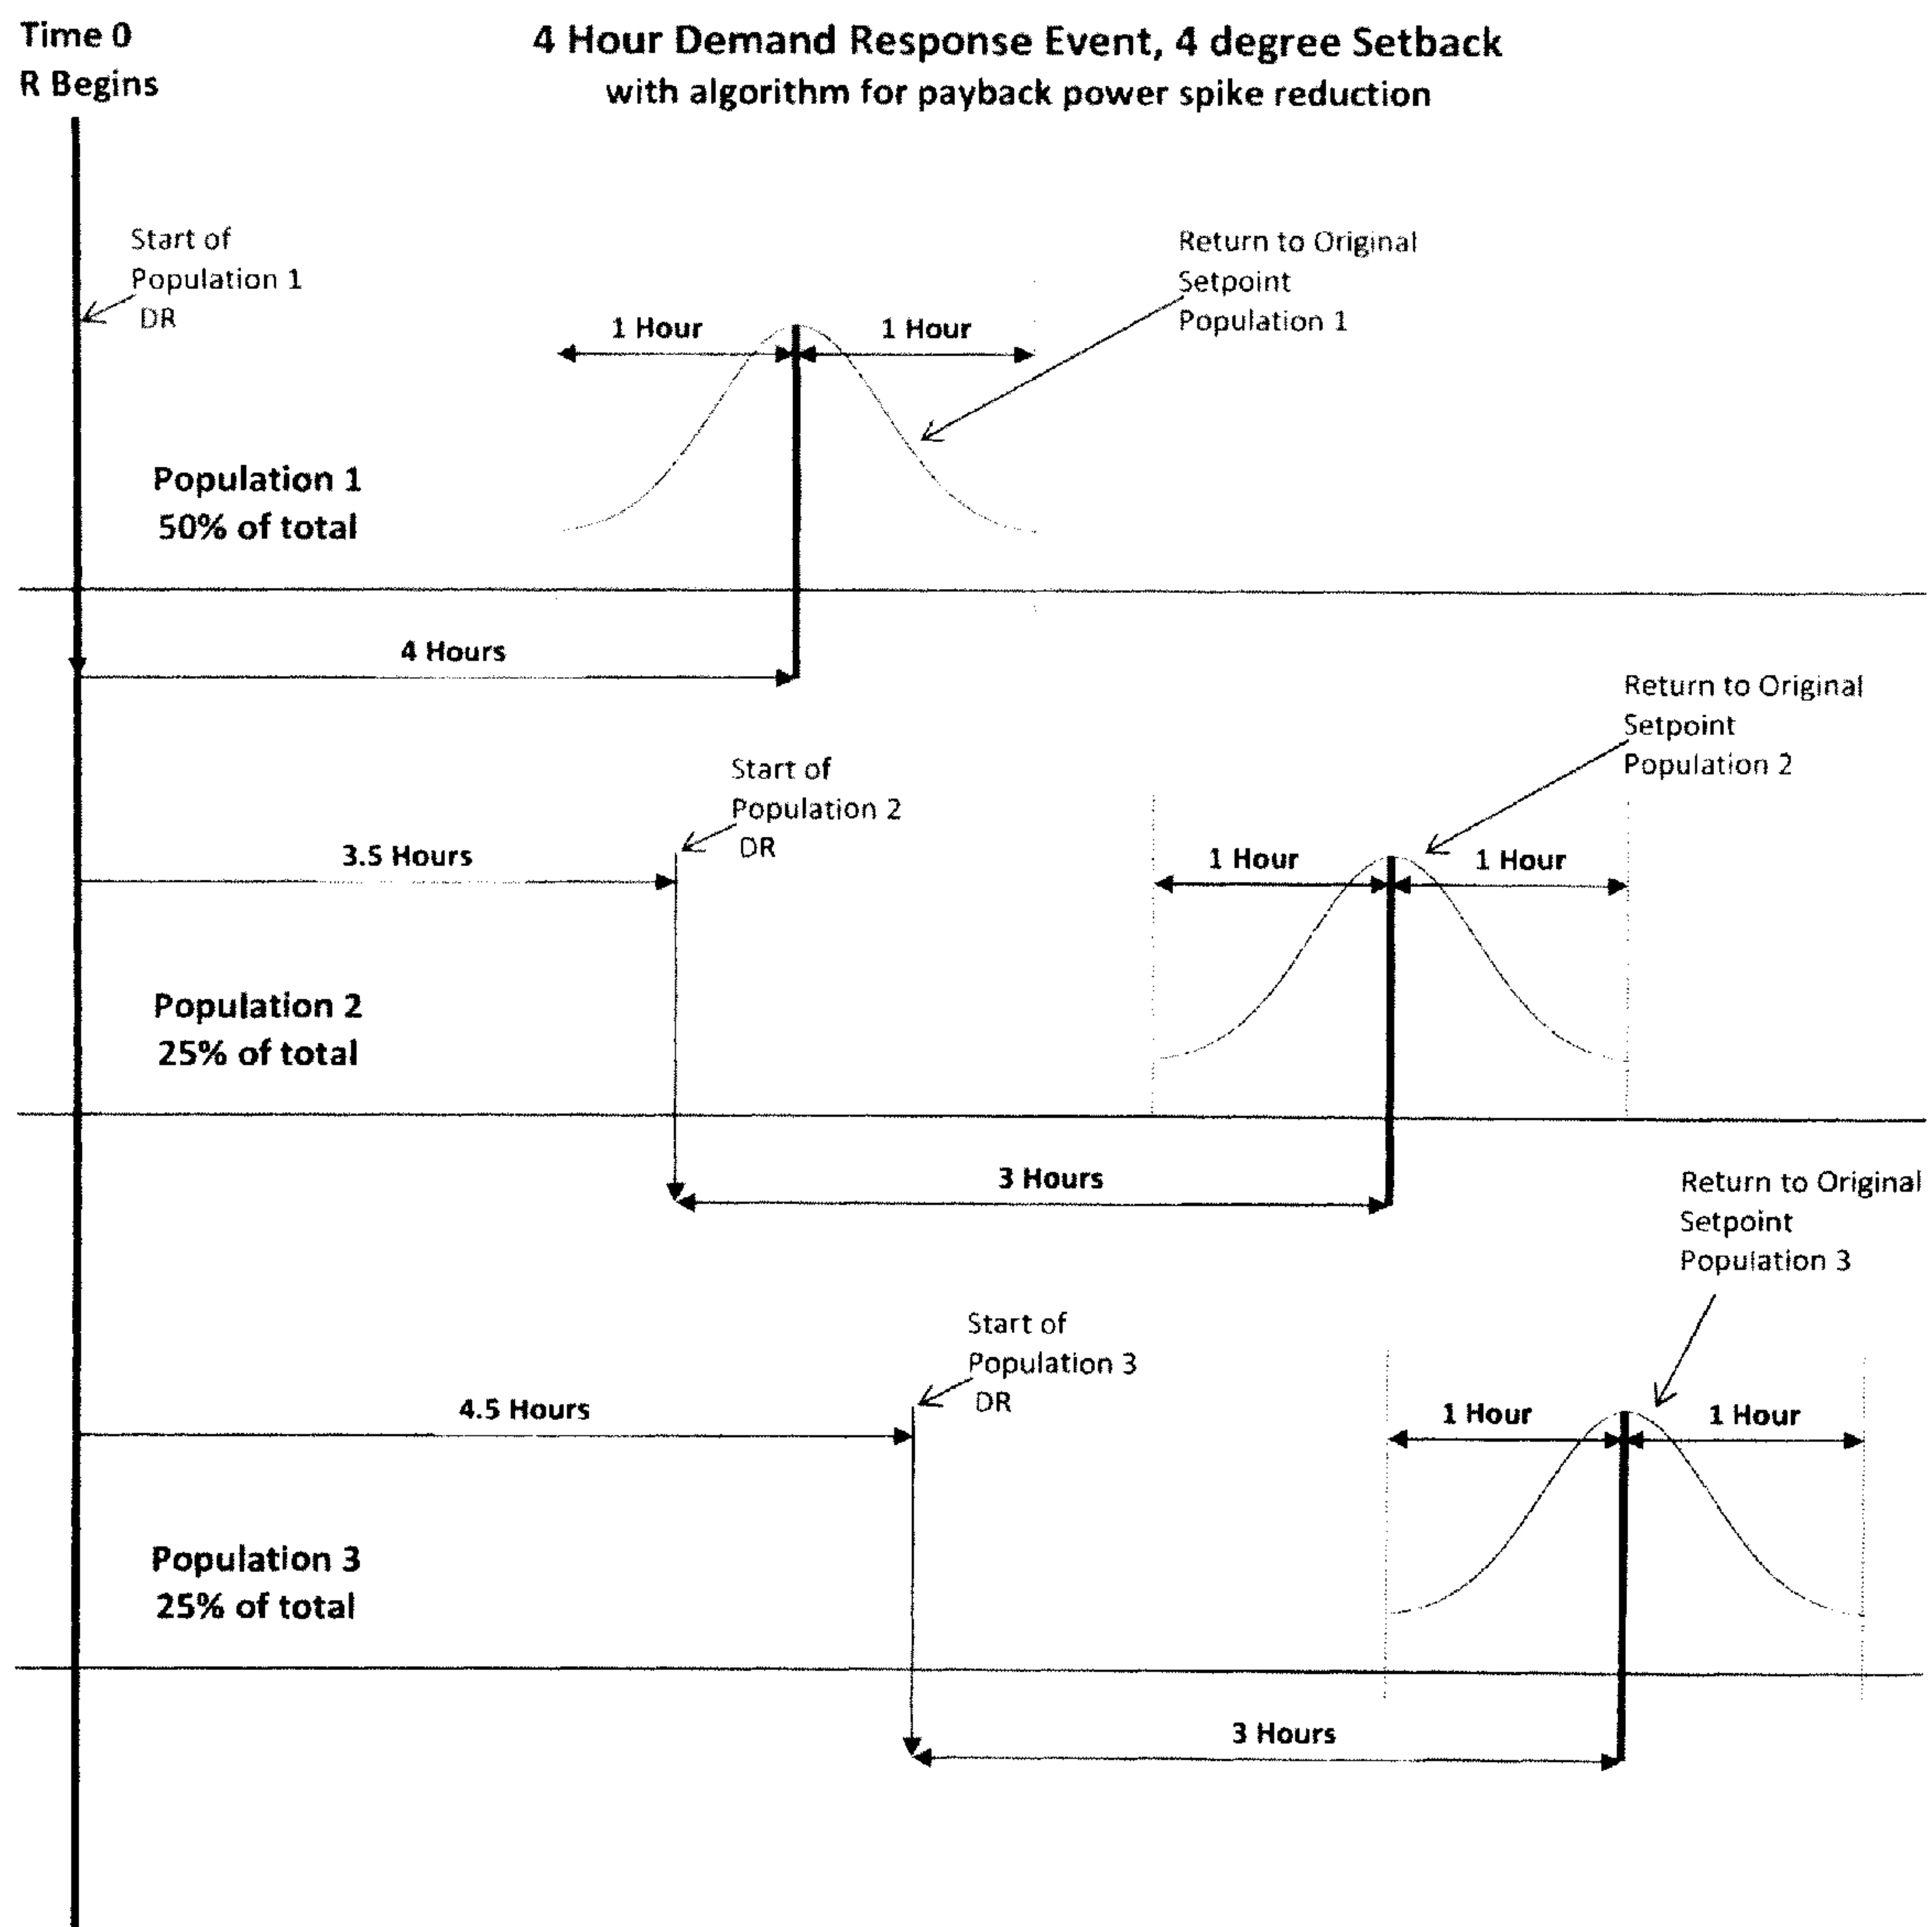 Time 0
R Begins
4 Hour Demand Response Event, 4 degree Setback
with algorithm for payback power spike reduction
Start of
Population 1
DR
1 Hour
1 Hour
Return to Original
Setpoint
Population 1
Population 1
50% of total
4 Hours
Return to Original
Setpoint
Population 2
Start of
Population 2
DR
3.5 Hours
1 Hour
1 Hour
Population 2
25% of total
3 Hours
Return to Original
Setpoint
Population 3
Start of
Population 3
DR
4.5 Hours
1 Hour
1 Hour
Population 3
25% of total
3 Hours